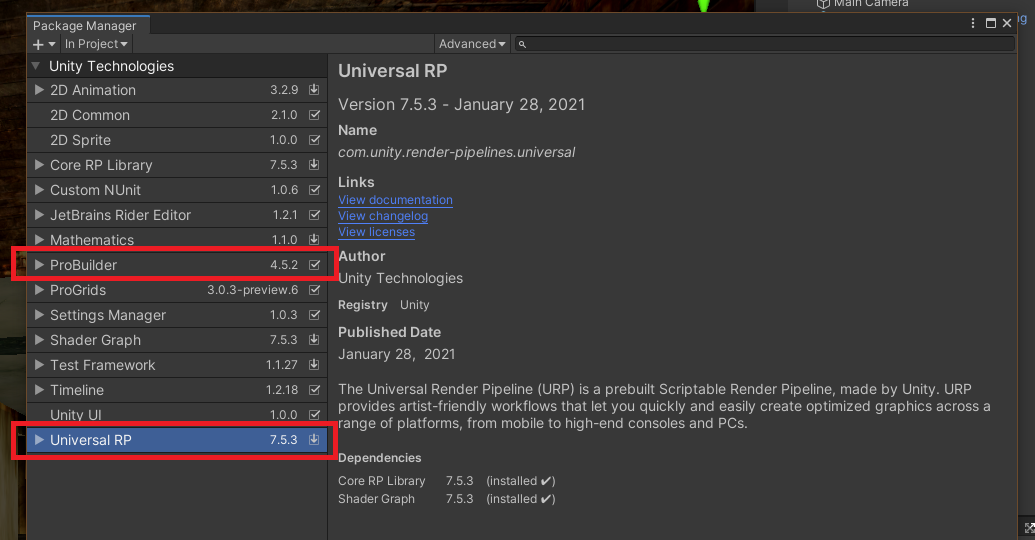 Main Camera
Package Manager
In Project
Advanced
Unity Technologies
2D Animation 3.2.9
2D Common 2.1.0
2D Sprite 1.0.0
Core RP Library 7.5.3
Custom NUnit 1.0.6
JetBrains Rider Editor 1.2.1
Mathematics 1.1.0
ProBuilder 4.5.2
ProGrids 3.0.3-preview.6
Settings Manager 1.0.3
Shader Graph 7.5.3
Test Framework 1.1.27
Timeline 1.2.18
Unity UI 1.0.0
Universal RP 7.5.3
Universal RP
Version 7.5.3 - January 28, 2021
Name
com.unity.render-pipelines.universal
Links
View documentation
View changelog
View licenses
Author
Unity Technologies
Registry Unity
Published Date
January 28, 2021
The Universal Render Pipeline (URP) is a prebuilt Scriptable Render Pipeline, made by Unity. URP
provides artist-friendly workflows that let you quickly and easily create optimized graphics across a
range of platforms, from mobile to high-end consoles and PCs.
Dependencies
Core RP Library 7.5.3 (installed ✔)
Shader Graph 7.5.3 (installed ✔)